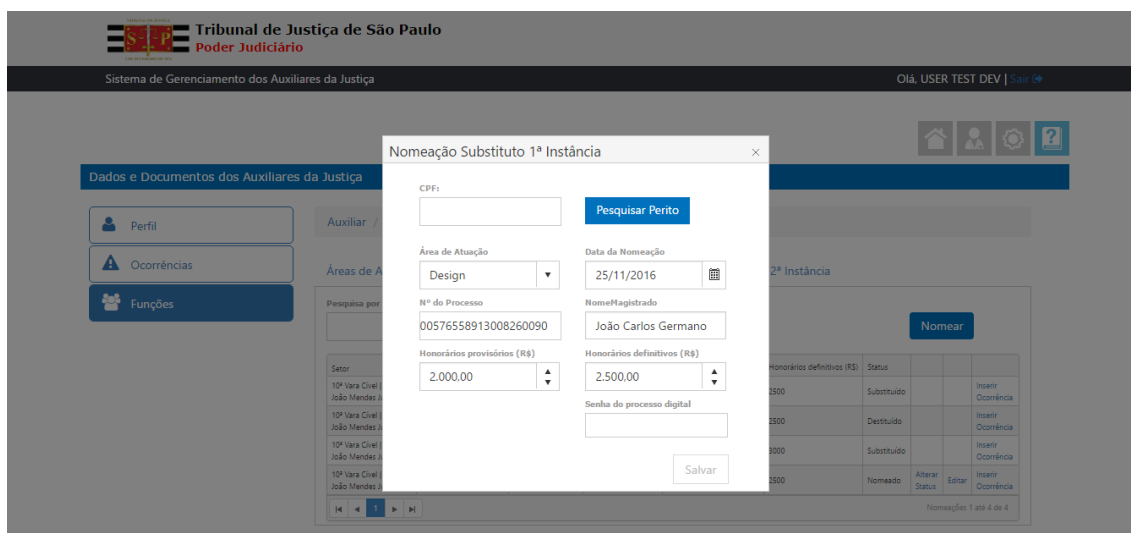 Tribunal de Justiça de São Paulo
S P
Poder Judiciário
Sistema de Gerenciamento dos Auxiliares da Justiça
Olá, USER TEST DEV | Sair
Nomeação Substituto 1ª Instância
×
?
Dados e Documentos dos Auxiliares da Justiça
CPF:
Pesquisar Perito
Perfil
Auxiliar /
Ocorrências
Área de Atuação
Data da Nomeação
Áreas de A
Design
25/11/2016
2ª Instância
Funções
Pesquisa por
Nº do Processo
NomeMagistrado
00576558913008260090
João Carlos Germano
Nomear
Honorários provisórios (R$)
Honorários definitivos (R$)
2.000,00
2.500,00
Setor
Honorários definitivos (R$)
Status
10ª Vara Cível |
João Mendes J
2500
Substituído
Inserir
Ocorrência
Senha do processo digital
10ª Vara Cível |
João Mendes J
2500
Destituído
Inserir
Ocorrência
10ª Vara Cível |
João Mendes J
3000
Substituído
Inserir
Ocorrência
Salvar
10ª Vara Cível |
João Mendes J
2500
Nomeado
Alterar
Status
Editar
Inserir
Ocorrência
1
Nomeações 1 até 4 de 4